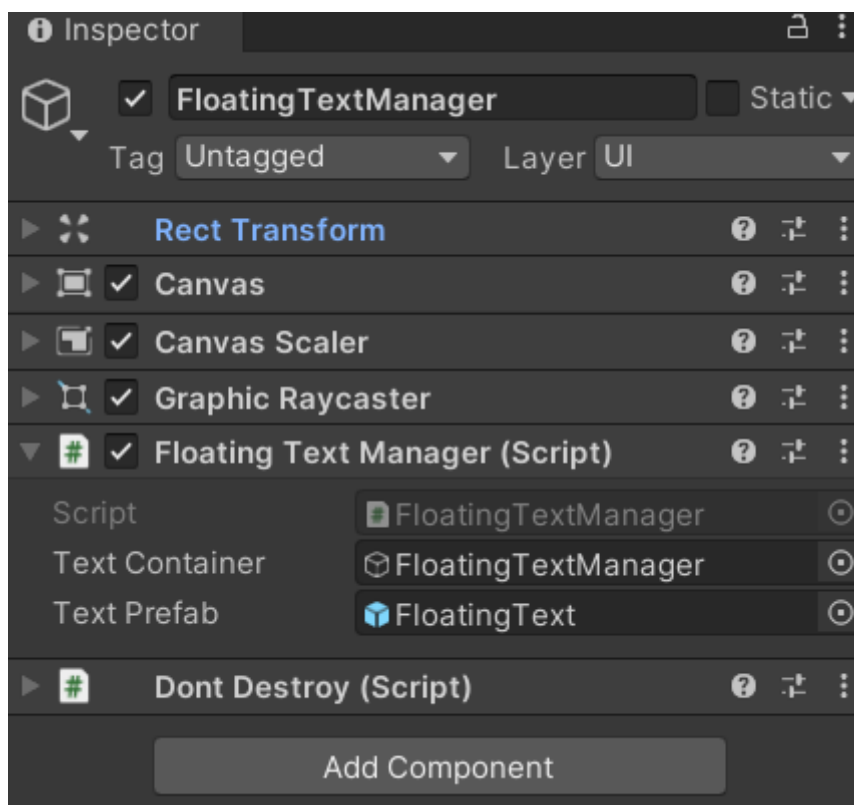 Inspector
FloatingTextManager Static
Tag Untagged Layer UI
Rect Transform
Canvas
Canvas Scaler
Graphic Raycaster
# Floating Text Manager (Script)
Script # FloatingTextManager
Text Container FloatingTextManager
Text Prefab FloatingText
# Dont Destroy (Script)
Add Component